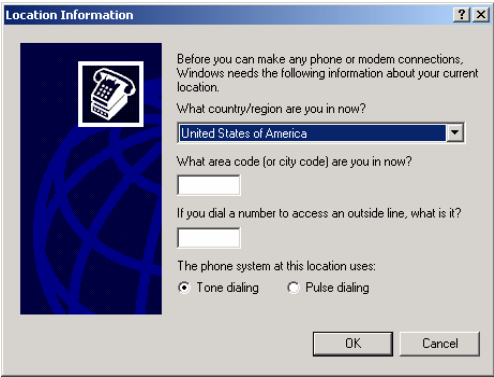 Location Information
Before you can make any phone or modem connections,
Windows needs the following information about your current
location.
What country/region are you in now?
United States of America
What area code (or city code) are you in now?
If you dial a number to access an outside line, what is it?
The phone system at this location uses:
Tone dialing Pulse dialing
OK Cancel